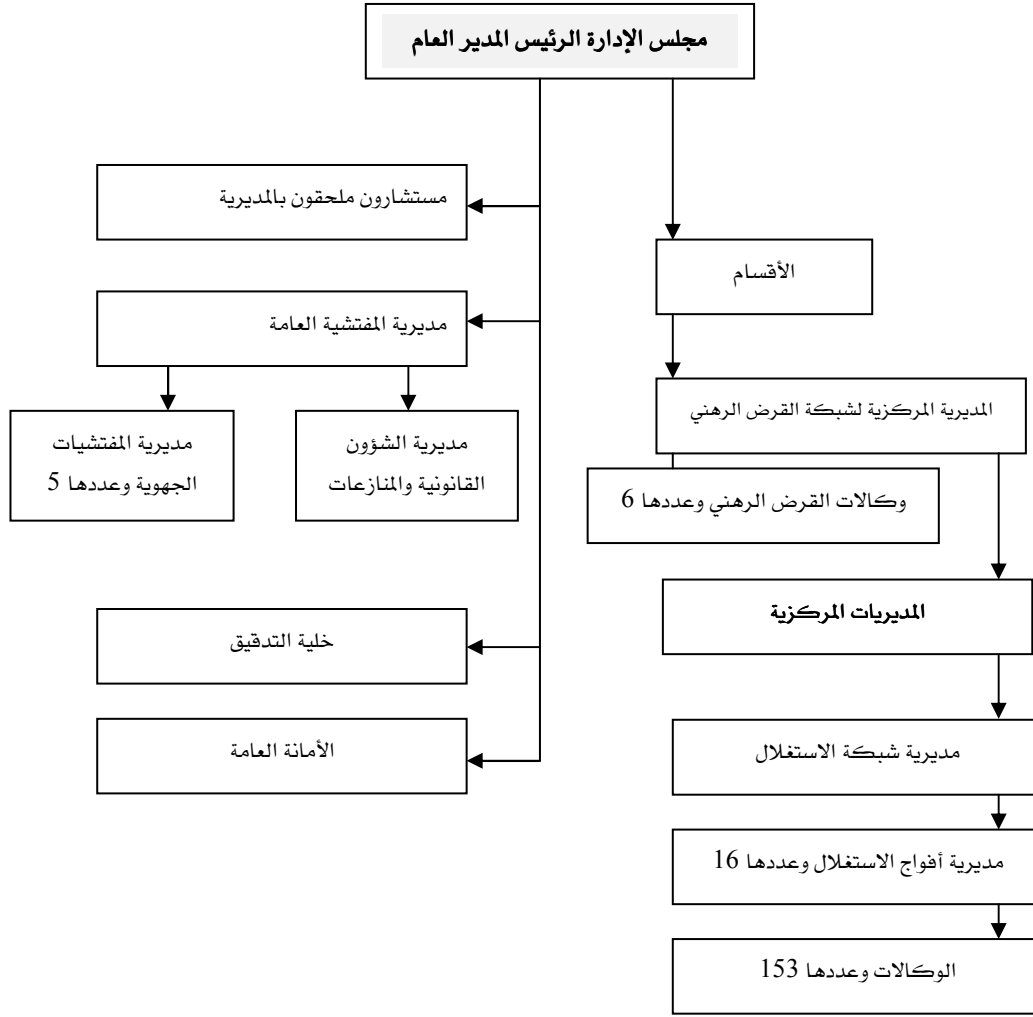 مجلس الإدارة الرئيس المدير العام
مستشارون ملحقون بالمديرية
الأقسام
مديرية المفتشية العامة
المديرية المركزية لشبكة القرض الرهني
مديرية الشؤون
القانونية والمنازعات
مديرية المفتشيات
الجهوية وعددها 5
وكالات القرض الرهني وعددها 6
المديريات المركزية
خلية التدقيق
مديرية شبكة الاستغلال
الأمانة العامة
مديرية أفواج الاستغلال وعددها 16
الوكالات وعددها 153